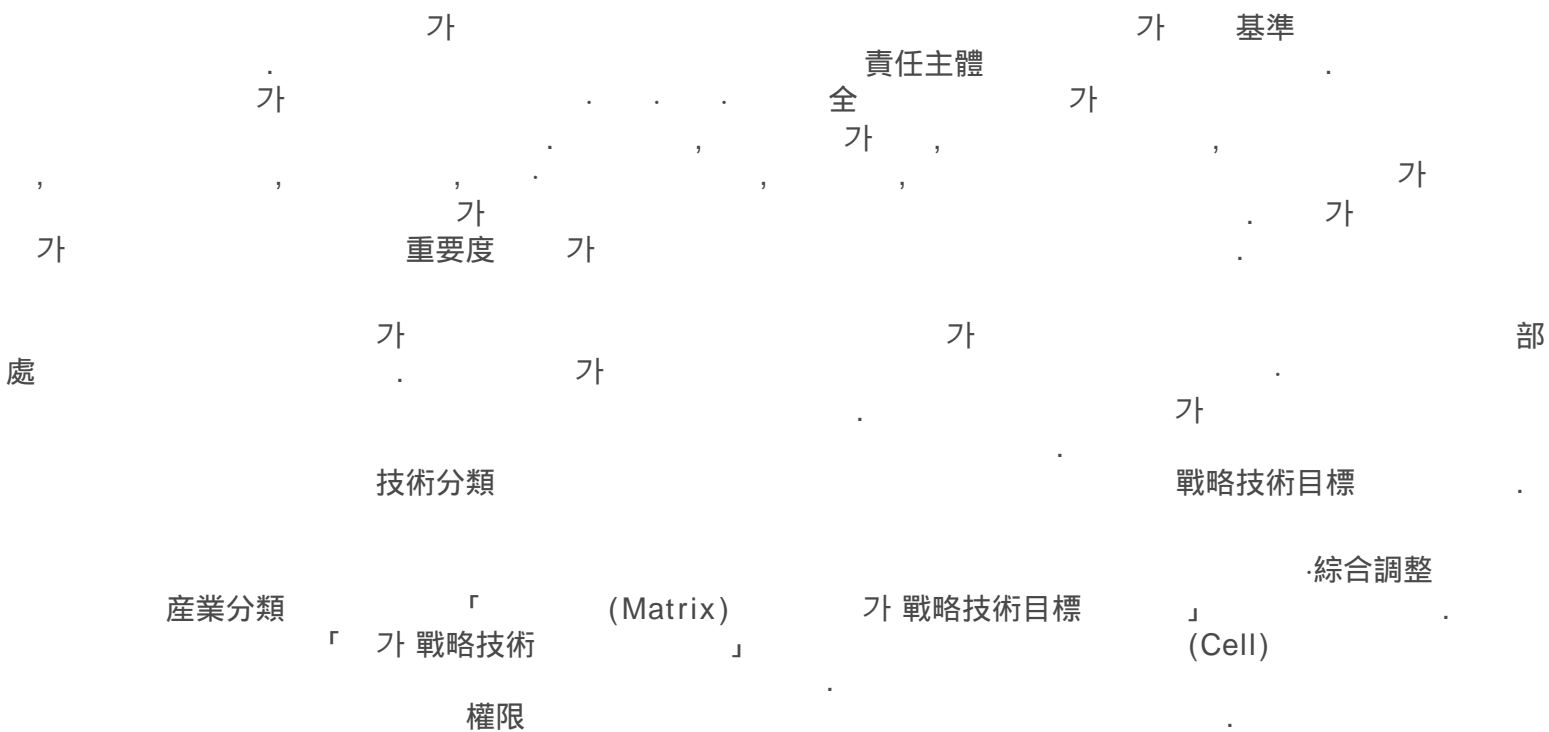 가 가 基準
. 責任主體 .
가 . . . 全 가
. , 가 , ,
, , , . , , 가
가 . 가
가 重要度 가 .
가 가 部
處 . 가 .
. 가
.
技術分類 戰略技術目標 .
.綜合調整
産業分類 「 (Matrix) 가 戰略技術目標 」 .
「 가 戰略技術 」 (Cell)
.
權限 .